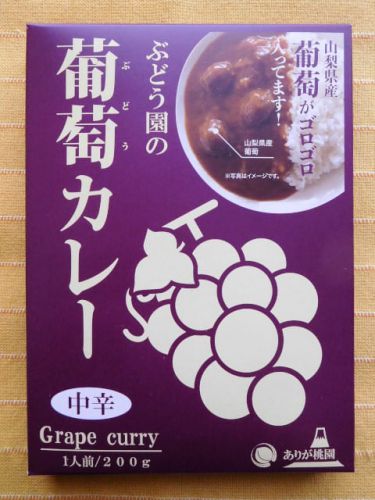 山梨県産
葡萄がゴロゴロ
入ってます！
山梨県産
葡萄
※写真はイメージです。
ぶどう園の
ぶどう
葡萄カレー
中辛
Grape curry
1人前/200g
ありが桃園